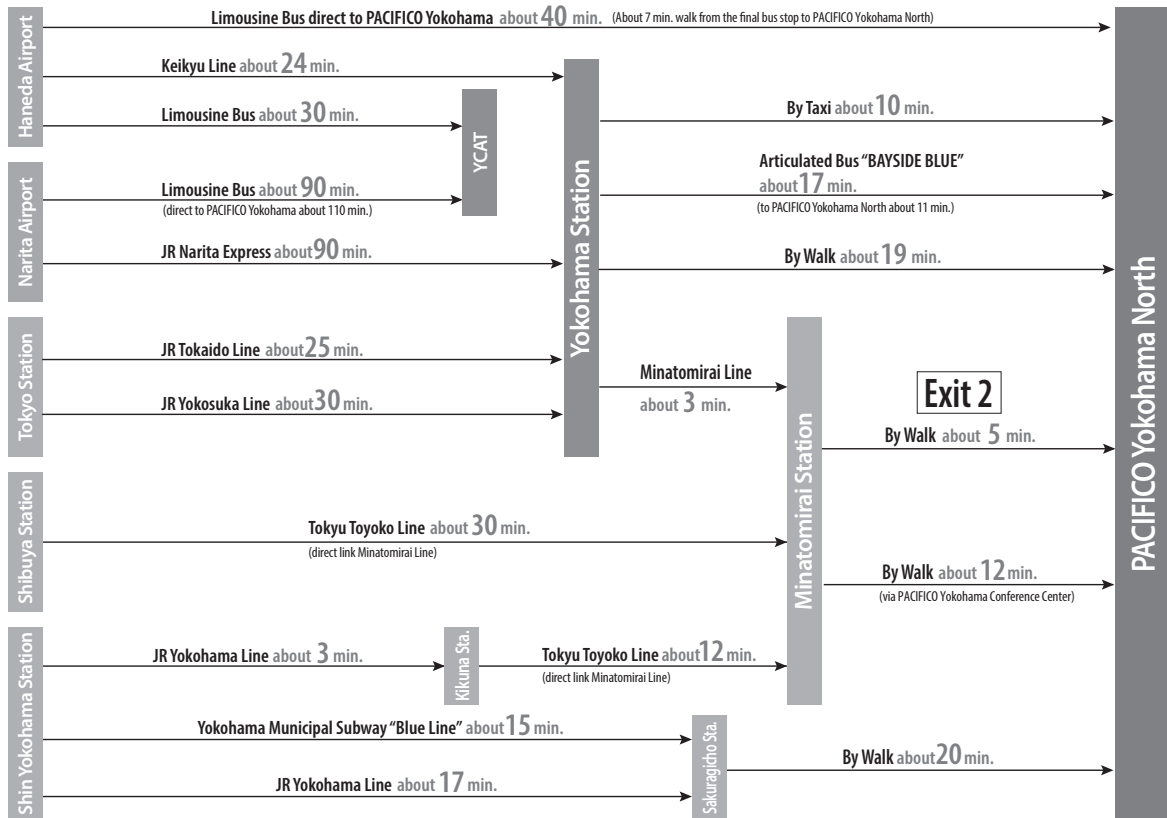 Haneda Airport
Limousine Bus direct to PACIFICO Yokohama about 40 min. (About 7 min. walk from the final bus stop to PACIFICO Yokohama North)
Keikyu Line about 24 min.
Limousine Bus about 30 min.
YCAT
Narita Airport
Limousine Bus about 90 min.
(direct to PACIFICO Yokohama about 110 min.)
JR Narita Express about 90 min.
Yokohama Station
By Taxi about 10 min.
Articulated Bus "BAYSIDE BLUE"
about 17 min.
(to PACIFICO Yokohama North about 11 min.)
By Walk about 19 min.
Tokyo Station
JR Tokaido Line about 25 min.
JR Yokosuka Line about 30 min.
Minatomirai Line
about 3 min.
Minatomirai Station
Exit 2
By Walk about 5 min.
Shibuya Station
Tokyu Toyoko Line about 30 min.
(direct link Minatomirai Line)
By Walk about 12 min.
(via PACIFICO Yokohama Conference Center)
Shin Yokohama Station
JR Yokohama Line about 3 min.
Kikuna Sta.
Tokyu Toyoko Line about 12 min.
(direct link Minatomirai Line)
Yokohama Municipal Subway "Blue Line" about 15 min.
JR Yokohama Line about 17 min.
Sakuragicho Sta.
By Walk about 20 min.
PACIFICO Yokohama North